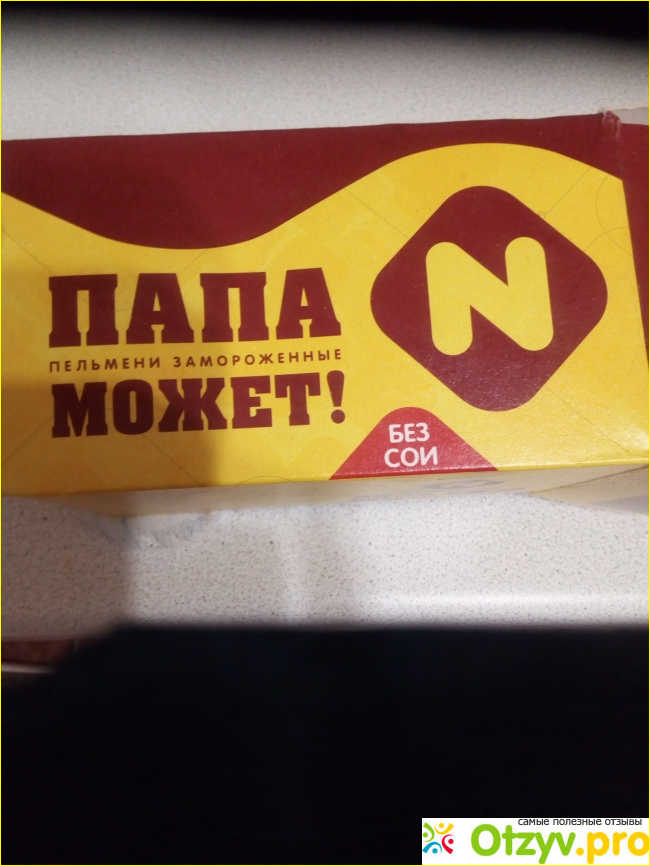 ПАПА
ПЕЛЬМЕНИ ЗАМОРОЖЕННЫЕ
МОЖЕТ!
N
БЕЗ
СОИ
самые полезные отзывы
Otzyv.pro